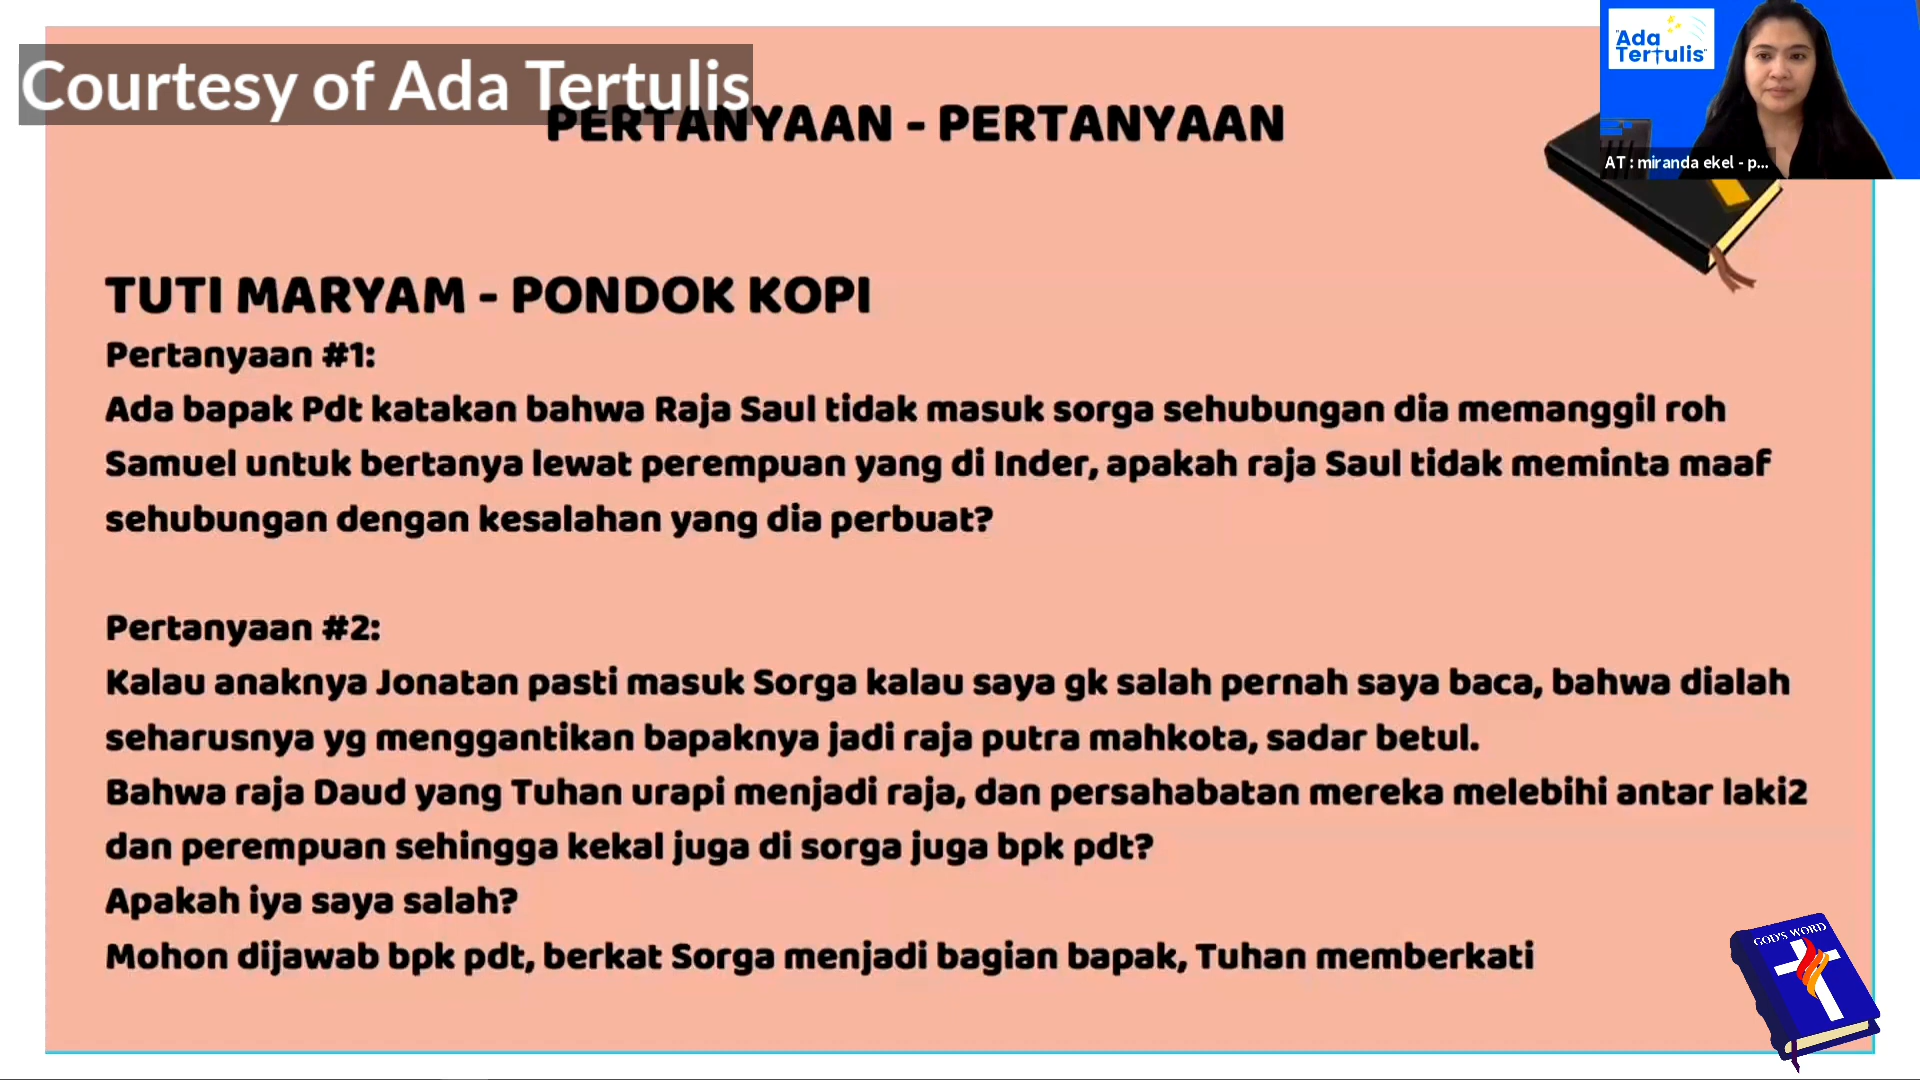 Courtesy of Ada Tertulis
"Ada
Tertulis"
PERTANYAAN - PERTANYAAN
AT : miranda ekel - p...
TUTI MARYAM - PONDOK KOPI
Pertanyaan #1:
Ada bapak Pdt katakan bahwa Raja Saul tidak masuk sorga sehubungan dia memanggil roh
Samuel untuk bertanya lewat perempuan yang di Inder, apakah raja Saul tidak meminta maaf
sehubungan dengan kesalahan yang dia perbuat?
Pertanyaan #2:
Kalau anaknya Jonatan pasti masuk Sorga kalau saya gk salah pernah saya baca, bahwa dialah
seharusnya yg menggantikan bapaknya jadi raja putra mahkota, sadar betul.
Bahwa raja Daud yang Tuhan urapi menjadi raja, dan persahabatan mereka melebihi antar laki2
dan perempuan sehingga kekal juga di sorga juga bpk pdt?
Apakah iya saya salah?
Mohon dijawab bpk pdt, berkat Sorga menjadi bagian bapak, Tuhan memberkati
GOD'S WORD